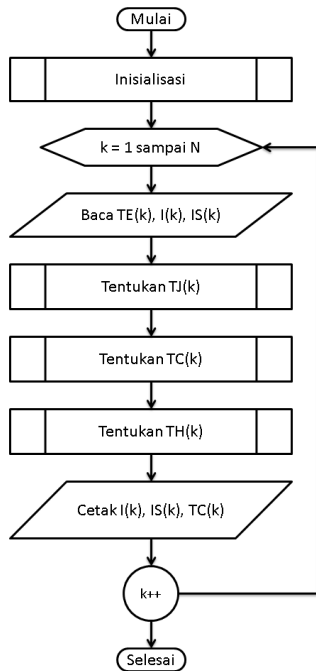 Mulai
Inisialisasi
k = 1 sampai N
Baca TE(k), I(k), IS(k)
Tentukan TJ(k)
Tentukan TC(k)
Tentukan TH(k)
Cetak I(k), IS(k), TC(k)
k++
Selesai